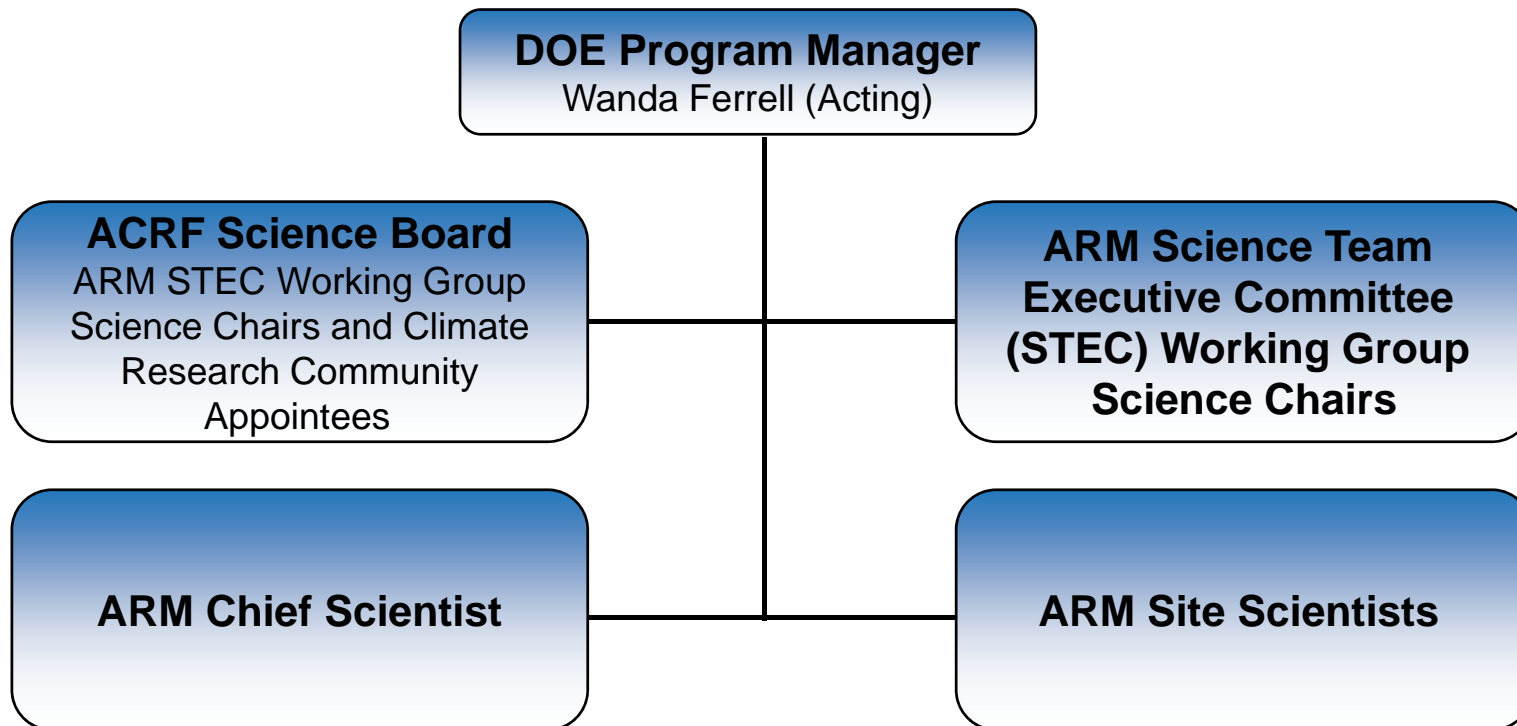 DOE Program Manager
Wanda Ferrell (Acting)
ACRF Science Board
ARM STEC Working Group
Science Chairs and Climate
Research Community
Appointees
ARM Science Team
Executive Committee
(STEC) Working Group
Science Chairs
ARM Chief Scientist
ARM Site Scientists